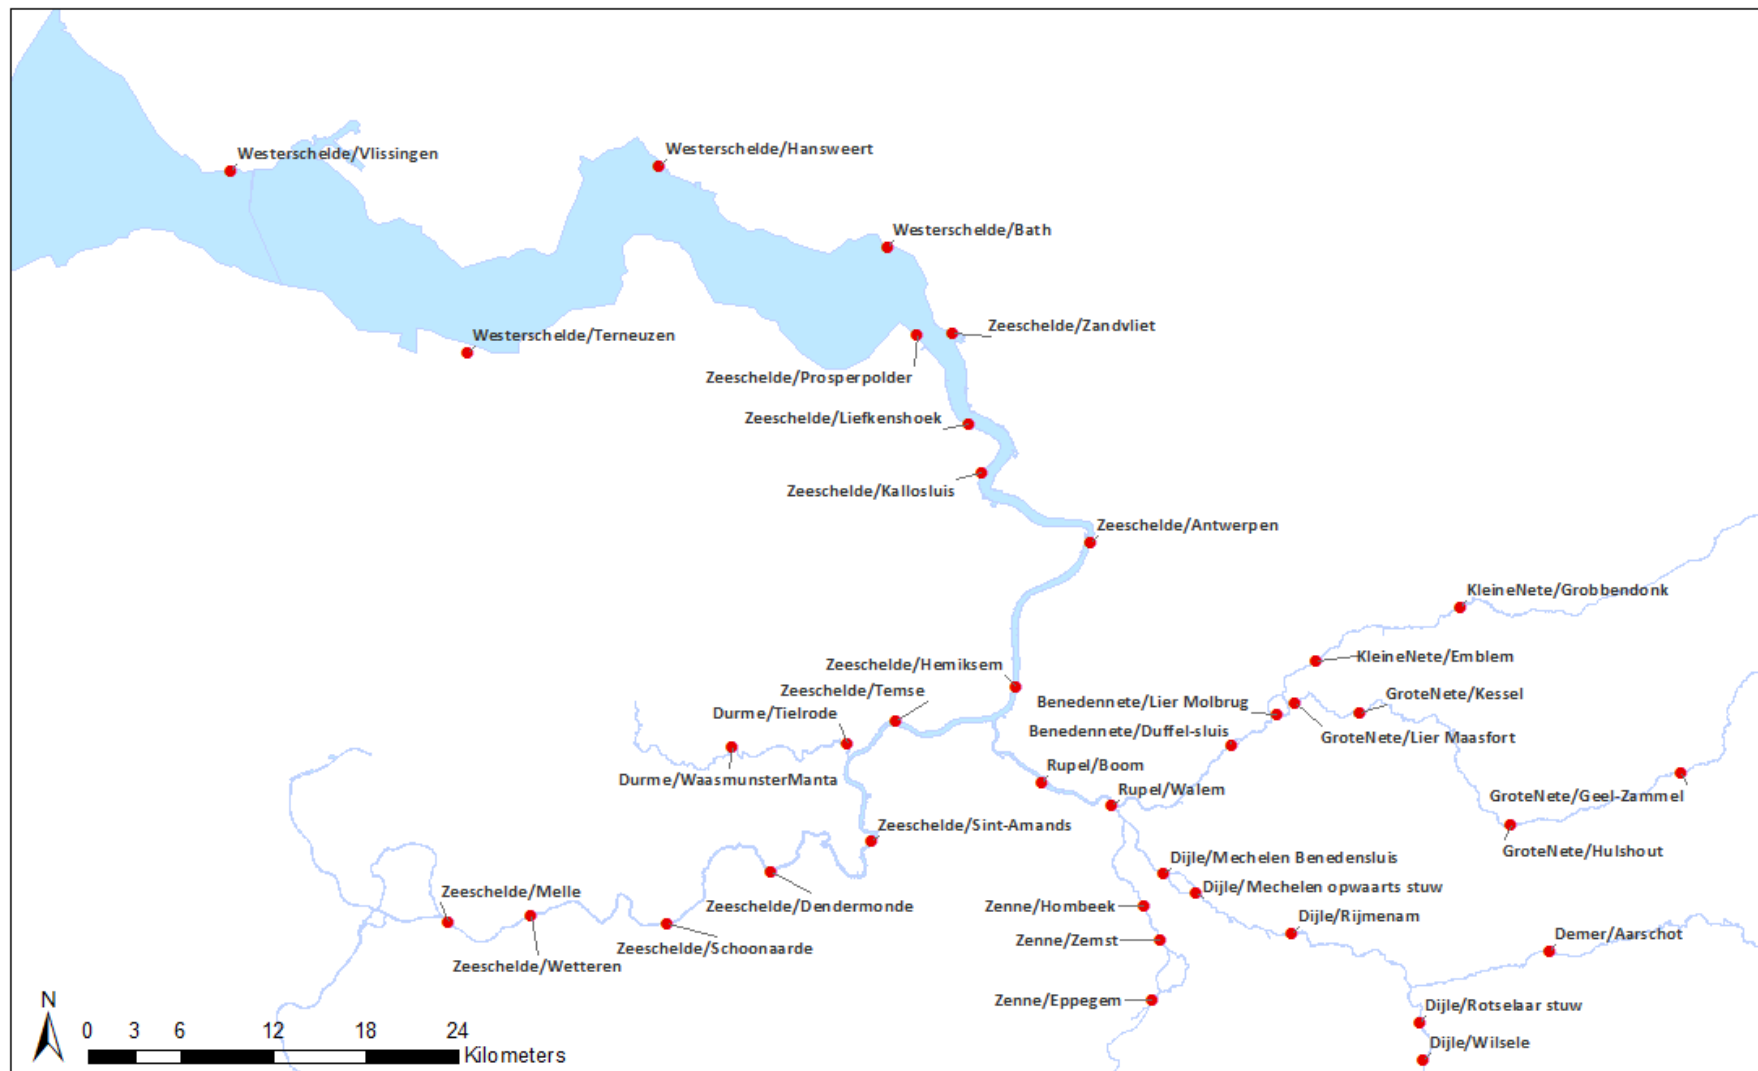 Westerschelde/Hansweert
Westerschelde/Vlissingen
Westerschelde/Bath
Zeeschelde/Zandvliet
Westerschelde/Terneuzen
Zeeschelde/Prosperpolder
Zeeschelde/Liefkenshoek
Zeeschelde/Kallosluis
Zeeschelde/Antwerpen
KleineNete/Grobbendonk
KleineNete/Emblem
Zeeschelde/Hemiksem
Zeeschelde/Temse
GroteNete/Kessel
Benedennete/Lier Molbrug
Durme/Tielrode
Benedennete/Duffel-sluis
GroteNete/Lier Maasfort
Rupel/Boom
Durme/WaasmunsterManta
Rupel/Walem
GroteNete/Geel-Zammel
Zeeschelde/Sint-Amands
GroteNete/Hulshout
Dijle/Mechelen Benedensluis
Dijle/Mechelen opwaarts stuw
Zeeschelde/Melle
Zeeschelde/Dendermonde
Zenne/Hombeek
Dijle/Rijmenam
Demer/Aarschot
Zenne/Zemst
Zeeschelde/Schoonaarde
Zeeschelde/Wetteren
Zenne/Eppegem
Dijle/Rotselaar stuw
Dijle/Wilsele
N
0 3 6 12 18 24
Kilometers